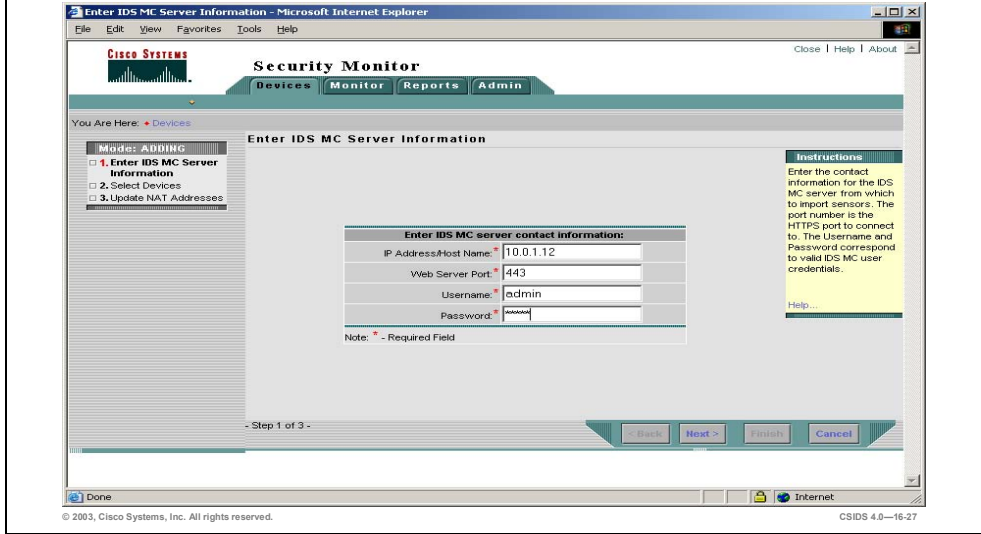 Enter IDS MC Server Information - Microsoft Internet Explorer
File Edit View Favorites Tools Help
Close | Help | About
CISCO SYSTEMS
Security Monitor
Devices Monitor Reports Admin
You Are Here: Devices
Enter IDS MC Server Information
Mode: ADDING
1. Enter IDS MC Server
Information
2. Select Devices
3. Update NAT Addresses
Instructions
Enter the contact
information for the IDS
MC server from which
to import sensors. The
port number is the
HTTPS port to connect
to. The Username and
Password correspond
to valid IDS MC user
credentials.
Help...
Enter IDS MC server contact information:
IP Address/Host Name:* 10.0.1.12
Web Server Port:* 443
Username:* admin
Password:* *****
Note: * - Required Field
- Step 1 of 3 -
< Back Next > Finish Cancel
Done
Internet
© 2003, Cisco Systems, Inc. All rights reserved.
CSIDS 4.0—16-27